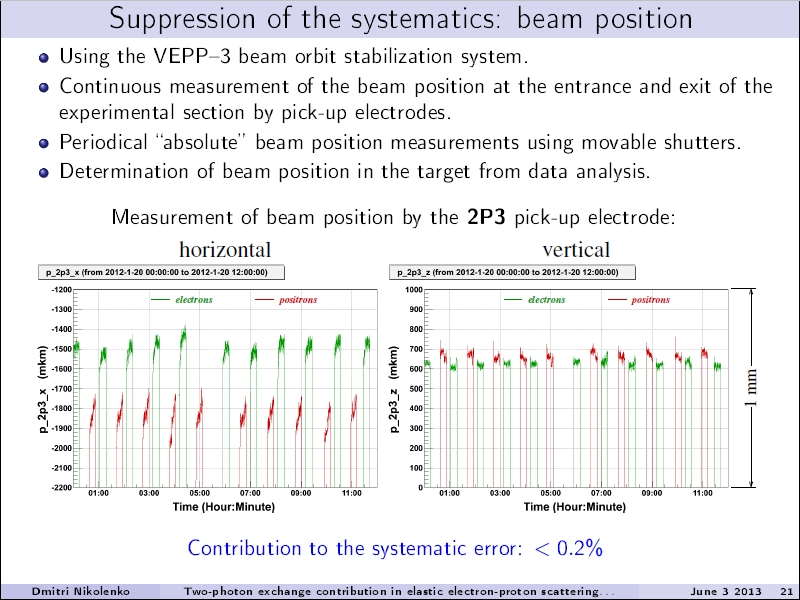 Suppression of the systematics: beam position
Using the VEPP–3 beam orbit stabilization system.
Continuous measurement of the beam position at the entrance and exit of the
experimental section by pick-up electrodes.
Periodical “absolute” beam position measurements using movable shutters.
Determination of beam position in the target from data analysis.
Measurement of beam position by the 2P3 pick-up electrode:
horizontal
p_2p3_x (from 2012-1-20 00:00:00 to 2012-1-20 12:00:00)
electrons
positrons
p_2p3_x (mkm)
-1200
-1300
-1400
-1500
-1600
-1700
-1800
-1900
-2000
-2100
-2200
01:00 03:00 05:00 07:00 09:00 11:00
Time (Hour:Minute)
vertical
p_2p3_z (from 2012-1-20 00:00:00 to 2012-1-20 12:00:00)
electrons
positrons
p_2p3_z (mkm)
1000
900
800
700
600
500
400
300
200
100
0
01:00 03:00 05:00 07:00 09:00 11:00
Time (Hour:Minute)
1 mm
Contribution to the systematic error: < 0.2%
Dmitri Nikolenko
Two-photon exchange contribution in elastic electron-proton scattering...
June 3 2013 21